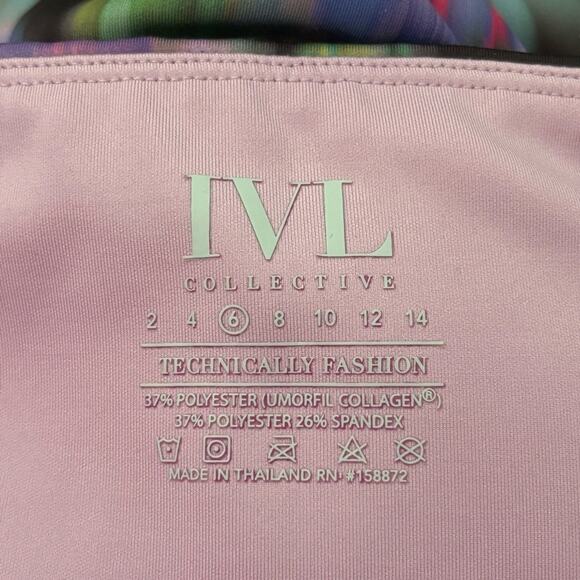 IVL
COLLECTIVE
2 4 6 8 10 12 14
TECHNICALLY FASHION
37% POLYESTER (UMORFIL COLLAGEN®)
37% POLYESTER 26% SPANDEX
MADE IN THAILAND RN: #158872